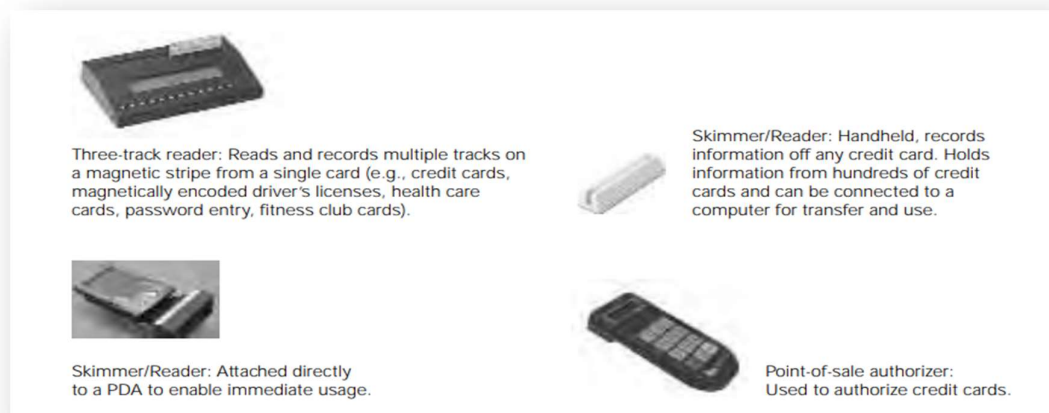 Three-track reader: Reads and records multiple tracks on
a magnetic stripe from a single card (e.g., credit cards,
magnetically encoded driver's licenses, health care
cards, password entry, fitness club cards).
Skimmer/Reader: Handheld, records
information off any credit card. Holds
information from hundreds of credit
cards and can be connected to a
computer for transfer and use.
Skimmer/Reader: Attached directly
to a PDA to enable immediate usage.
Point-of-sale authorizer:
Used to authorize credit cards.